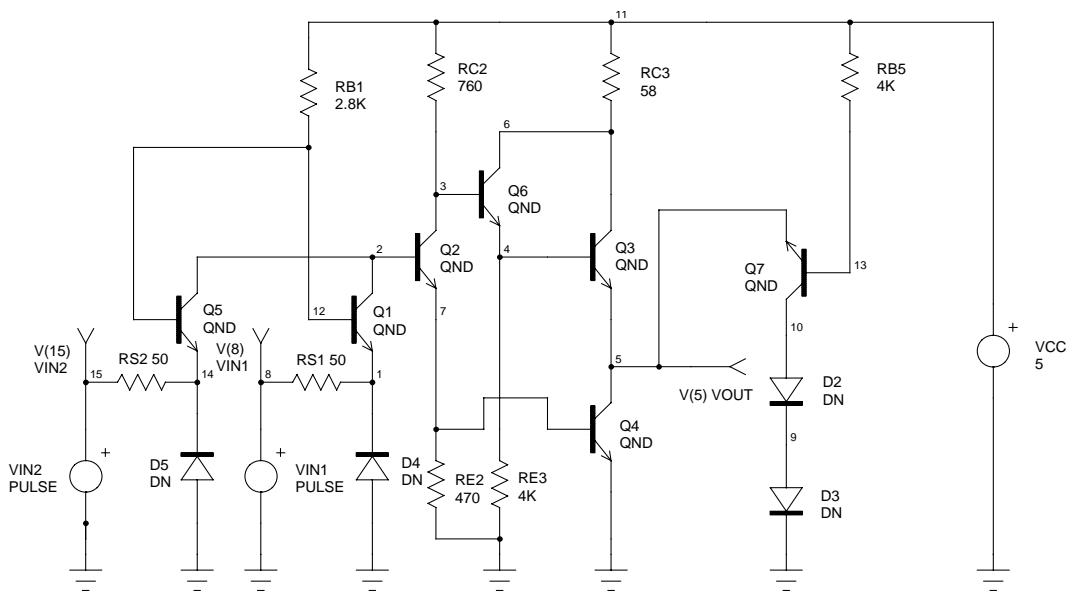 11
RC2
760
RC3
58
RB5
4K
RB1
2.8K
6
3
Q6
QND
2
Q2
QND
4
Q3
QND
Q7
QND
13
Q5
QND
12
Q1
QND
7
10
V(15)
VIN2
RS2 50
V(8)
VIN1
RS1 50
15
14
8
1
5
V(5) VOUT
+
VCC
5
D2
DN
9
Q4
QND
+
VIN2
PULSE
D5
DN
+
VIN1
PULSE
D4
DN
RE2
470
RE3
4K
D3
DN